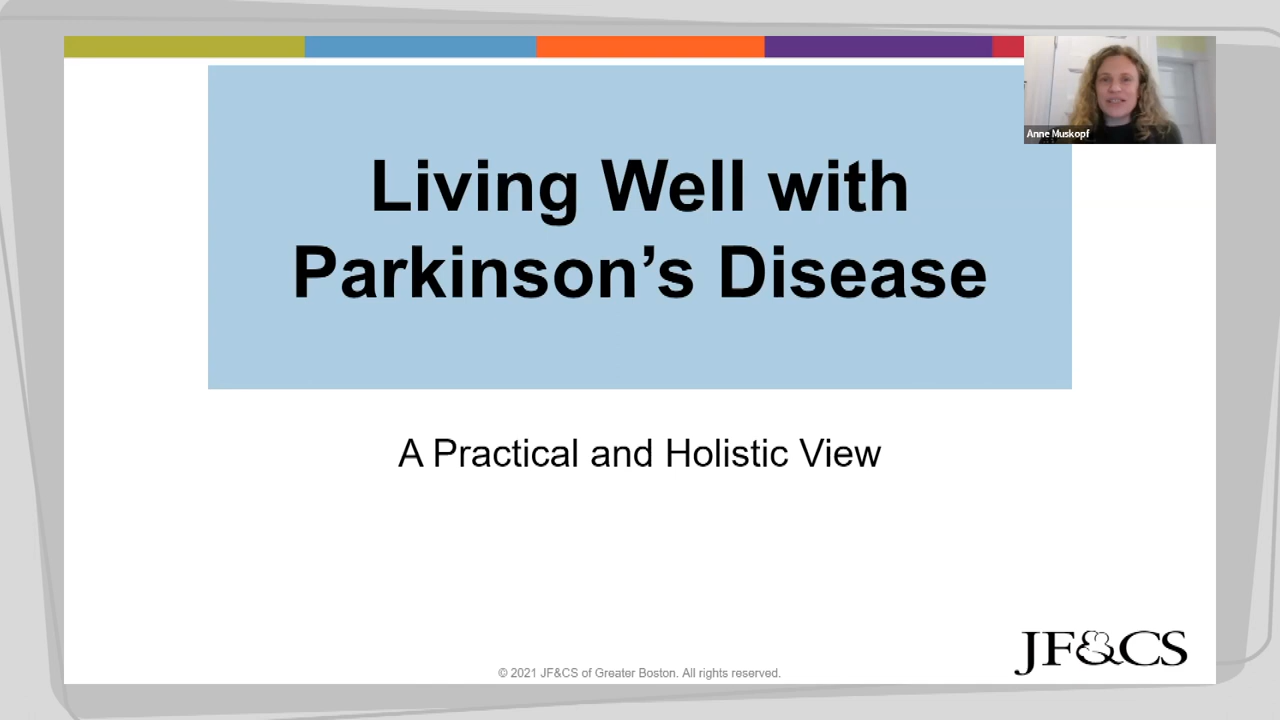 Anne Muskopf
Living Well with
Parkinson’s Disease
A Practical and Holistic View
JF&CS
© 2021 JF&CS of Greater Boston. All rights reserved.